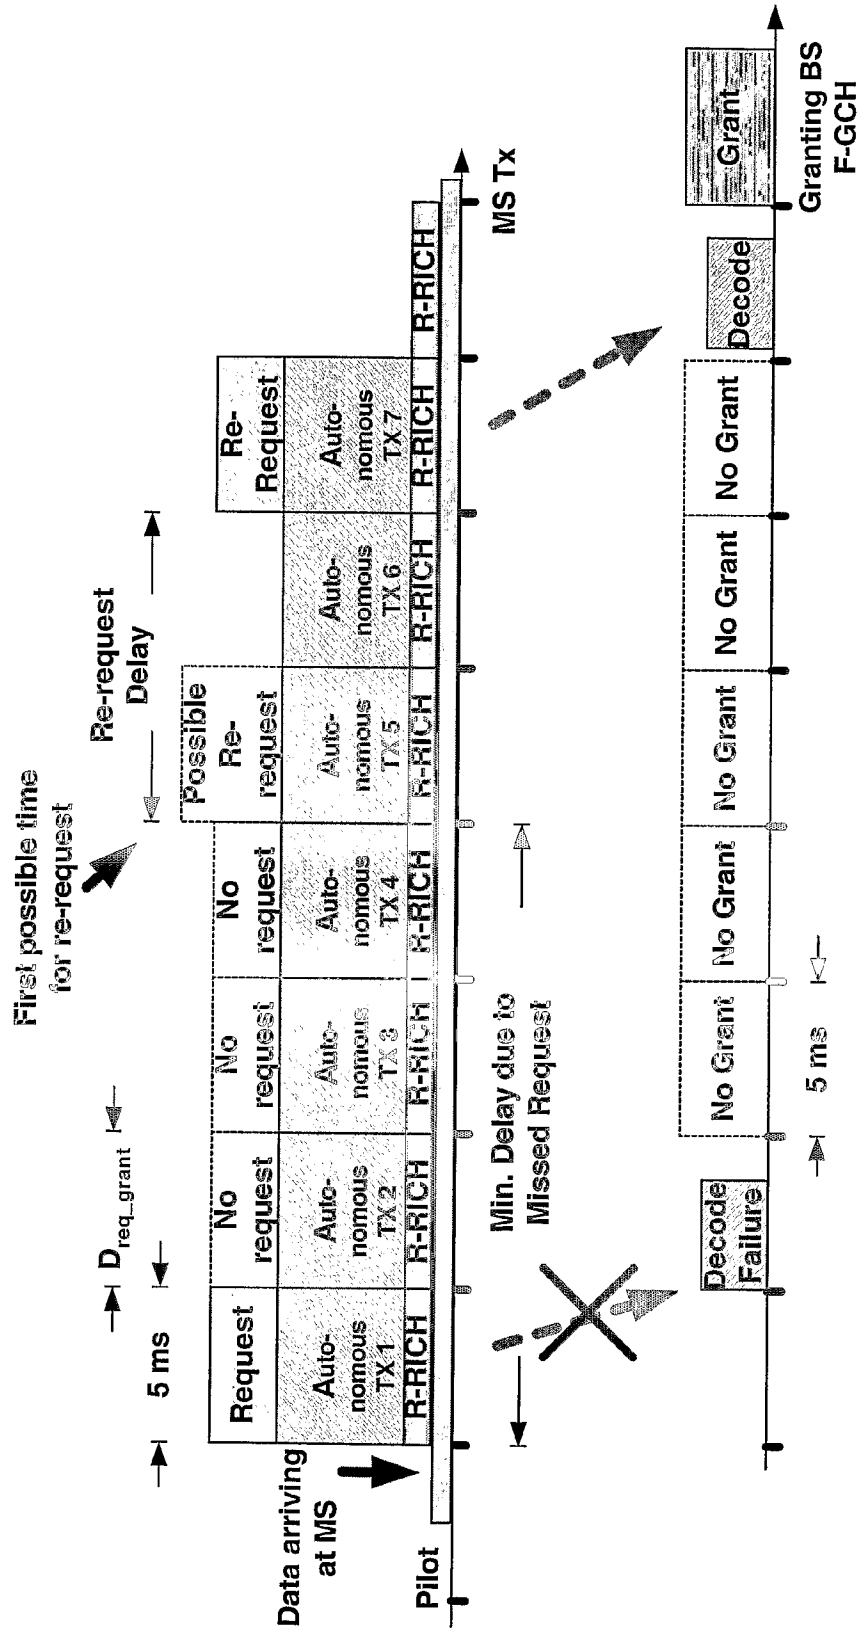 First possible time
for re-request
D req_grant
5 ms
Re-request
Delay
Request
No
request
No
request
No
request
Possible
Re-
request
Re-
Request
Data arriving
at MS
Auto-
nomous
TX 1
Auto-
nomous
TX 2
Auto-
nomous
TX 3
Auto-
nomous
TX 4
Auto-
nomous
TX 5
Auto-
nomous
TX 6
Auto-
nomous
TX 7
R-RICH
R-RICH
R-RICH
R-RICH
R-RICH
R-RICH
R-RICH
R-RICH
Pilot
MS Tx
Min. Delay due to
Missed Request
Decode
Failure
No Grant
No Grant
No Grant
No Grant
No Grant
Decode
Grant
5 ms
Granting BS
F-GCH